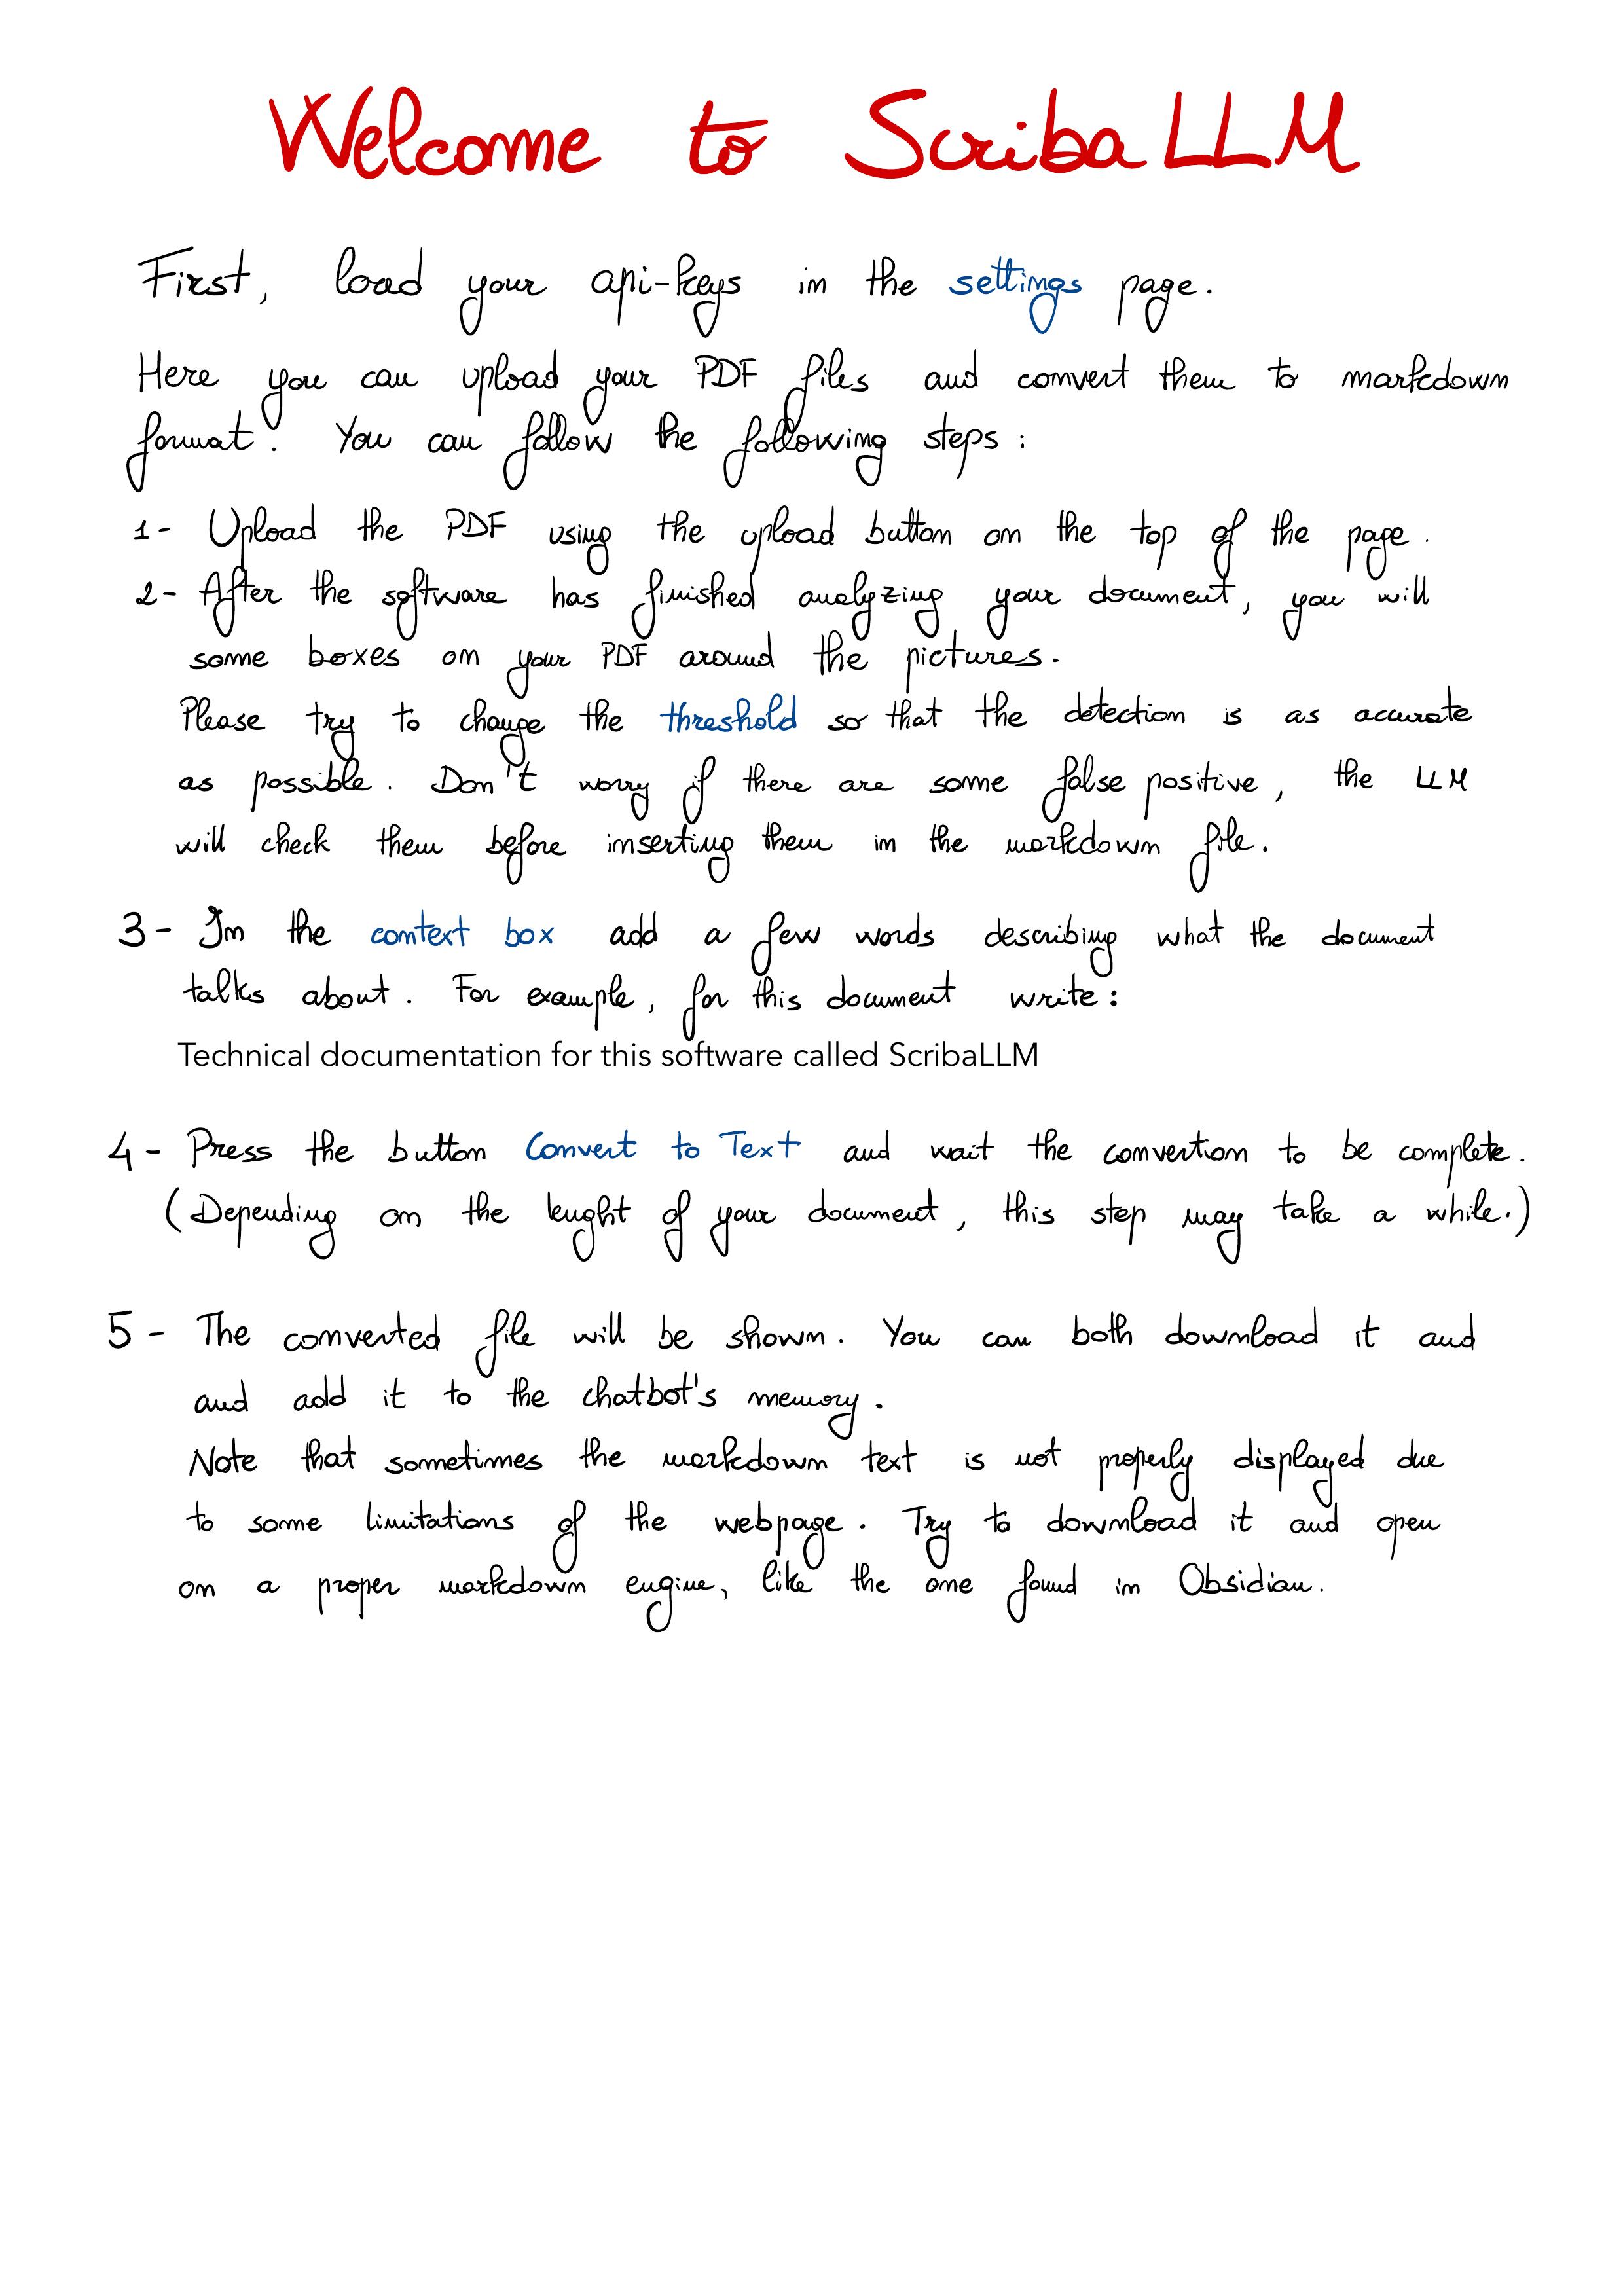 Welcome to ScribaLLM
First, load your api-keys in the settings page.
Here you can upload your PDF files and convert them to markdown
format. You can follow the following steps:
1- Upload the PDF using the upload button on the top of the page.
2- After the software has finished analyzing your document, you will
some boxes on your PDF around the pictures.
Please try to change the threshold so that the detection is as accurate
as possible. Don't worry if there are some false positive, the LLM
will check them before inserting them in the markdown file.
3- In the context box add a few words describing what the document
talks about. For example, for this document write:
Technical documentation for this software called ScribaLLM
4- Press the button Convert to Text and wait the convertion to be complete.
(Depending on the lenght of your document, this step may take a while.)
5- The converted file will be shown. You can both download it and
and add it to the chatbot's memory.
Note that sometimes the markdown text is not properly displayed due
to some limitations of the webpage. Try to download it and open
on a proper markdown engine, like the one found in Obsidian.